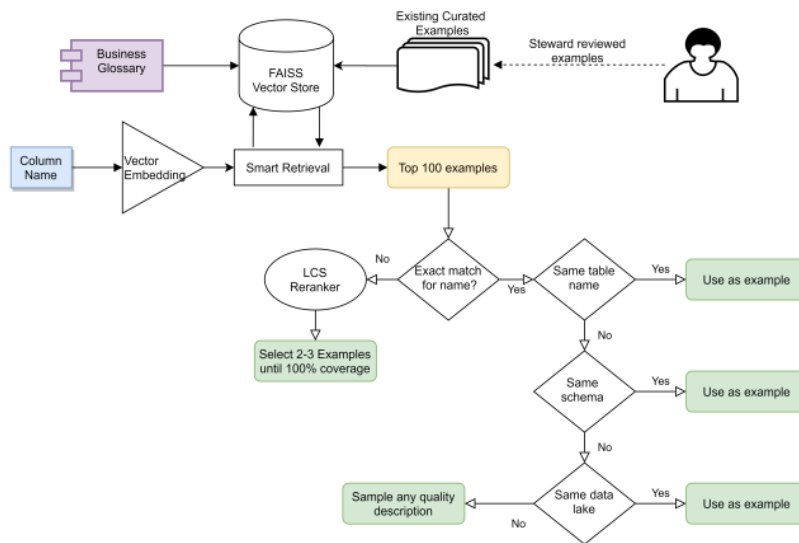 Existing Curated
Examples
Business
Glossary
FAISS
Vector Store
Steward reviewed
examples
Column
Name
Vector
Embedding
Smart Retrieval
Top 100 examples
No
LCS
Reranker
Exact match
for name?
Yes
Same table
name
Yes
Use as example
Select 2-3 Examples
until 100% coverage
No
Same
schema
Yes
Use as example
No
Sample any quality
description
No
Same data
lake
Yes
Use as example